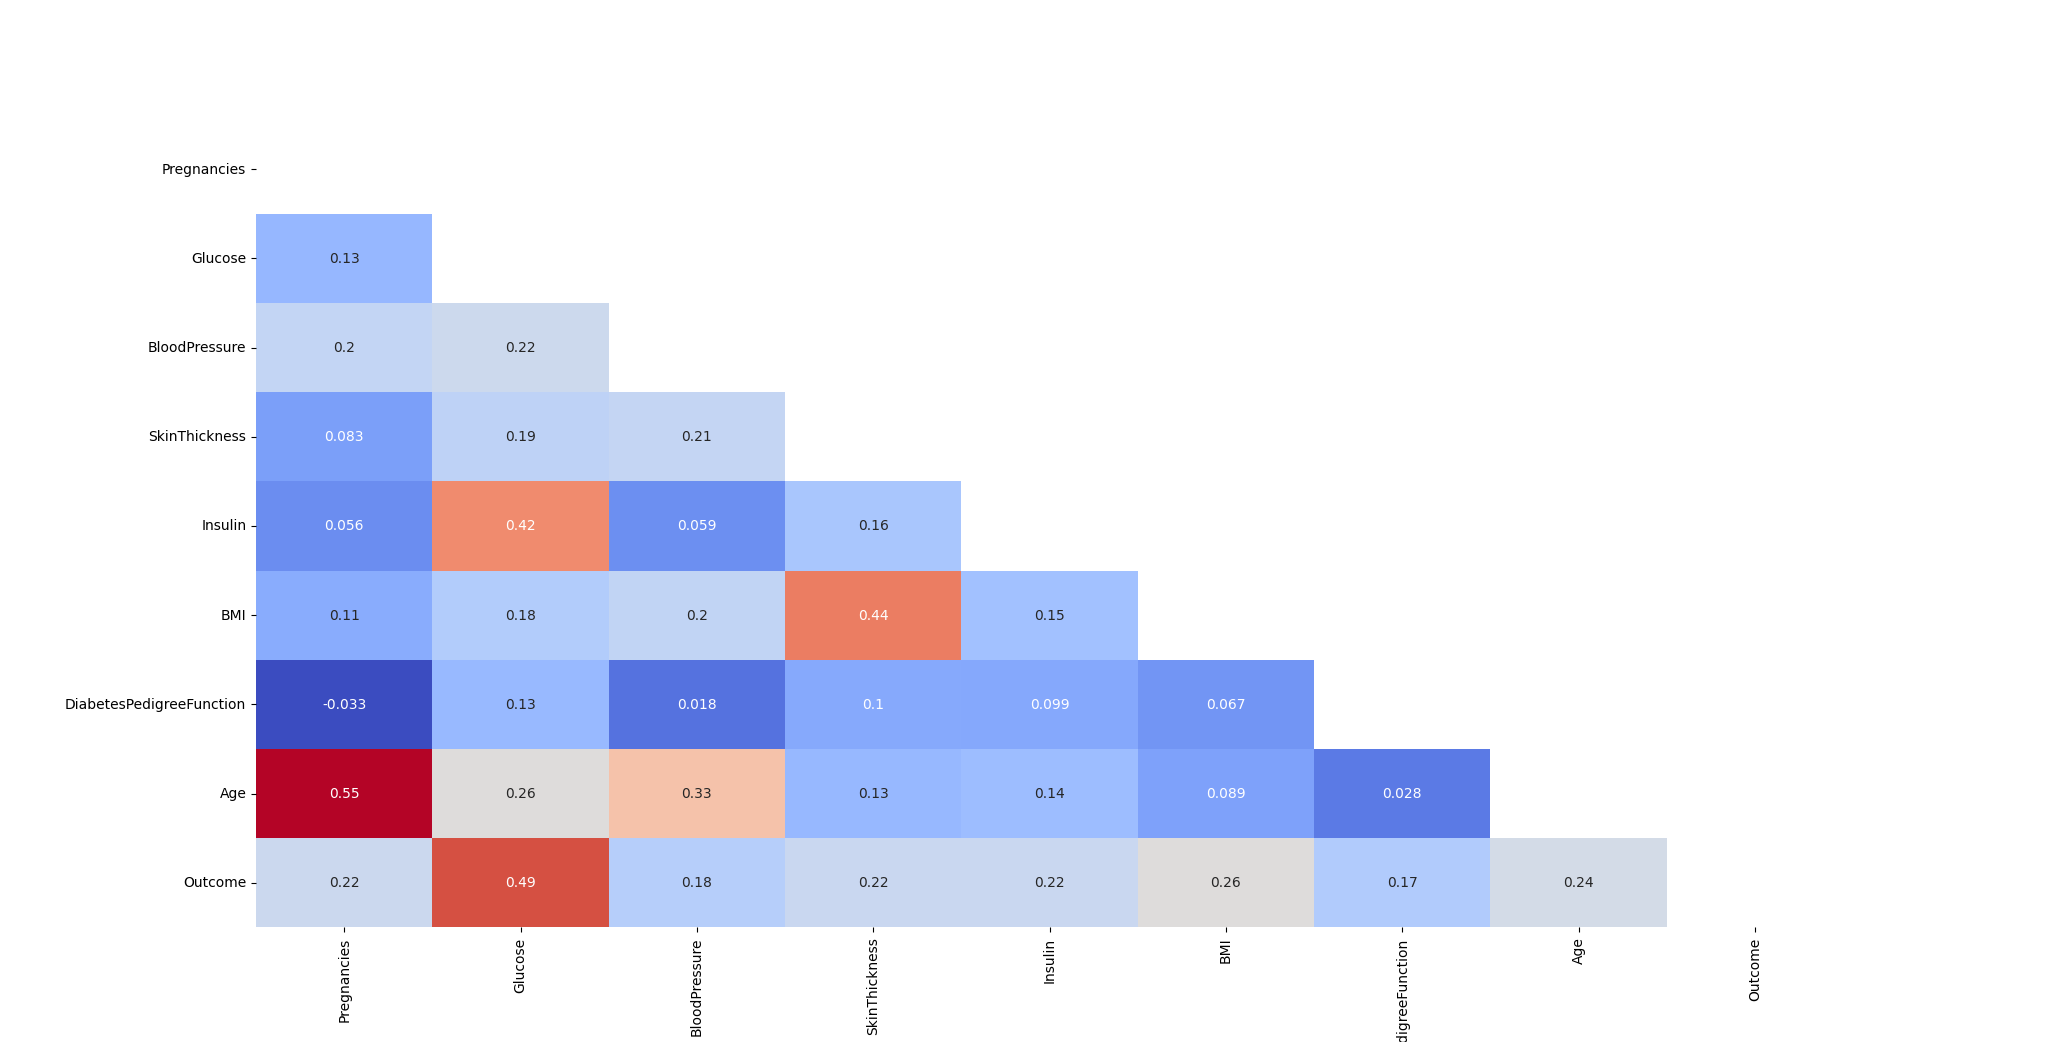 Pregnancies
Glucose 0.13
BloodPressure 0.2 0.22
SkinThickness 0.083 0.19 0.21
Insulin 0.056 0.42 0.059 0.16
BMI 0.11 0.18 0.2 0.44 0.15
DiabetesPedigreeFunction -0.033 0.13 0.018 0.1 0.099 0.067
Age 0.55 0.26 0.33 0.13 0.14 0.089 0.028
Outcome 0.22 0.49 0.18 0.22 0.22 0.26 0.17 0.24
Pregnancies
Glucose
BloodPressure
SkinThickness
Insulin
BMI
digreeFunction
Age
Outcome